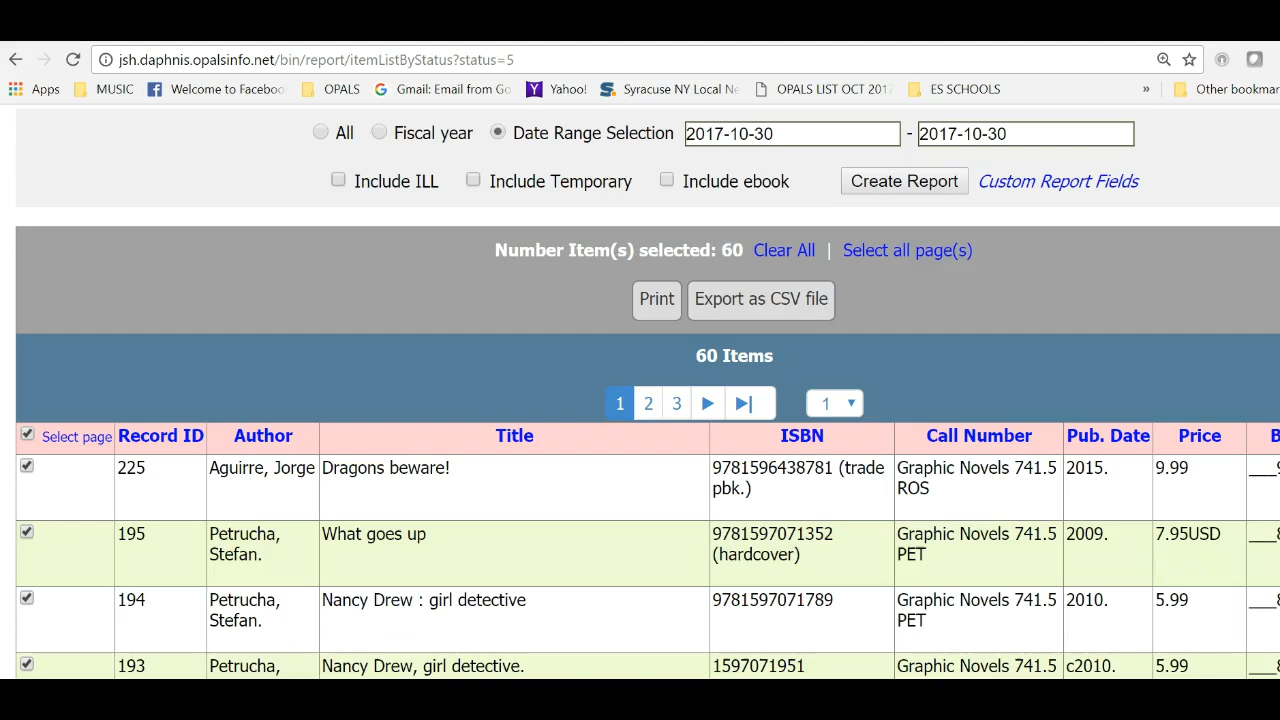 jsh.daphnis.opalsinfo.net/bin/report/itemListByStatus?status=5
Apps MUSIC Welcome to Faceboo OPALS Gmail: Email from Go Yahoo! Syracuse NY Local Ne OPALS LIST OCT 201 ES SCHOOLS » Other bookmar
All Fiscal year Date Range Selection 2017-10-30 - 2017-10-30
Include ILL Include Temporary Include ebook Create Report Custom Report Fields
Number Item(s) selected: 60 Clear All | Select all page(s)
Print Export as CSV file
60 Items
1 2 3 1
Select page Record ID Author Title ISBN Call Number Pub. Date Price B
225 Aguirre, Jorge Dragons beware! 9781596438781 (trade Graphic Novels 741.5 2015. 9.99 ___9
pbk.) ROS
195 Petrucha, What goes up 9781597071352 Graphic Novels 741.5 2009. 7.95USD ___8
Stefan. (hardcover) PET
194 Petrucha, Nancy Drew : girl detective 9781597071789 Graphic Novels 741.5 2010. 5.99 ___8
Stefan. PET
193 Petrucha, Nancy Drew, girl detective. 1597071951 Graphic Novels 741.5 c2010. 5.99 ___8